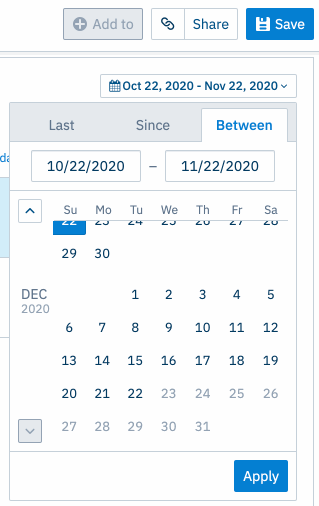 Add to Share Save
da
Oct 22, 2020 - Nov 22, 2020
Last Since Between
10/22/2020 – 11/22/2020
Su Mo Tu We Th Fr Sa
22 23 24 25 26 27 28
29 30
DEC
2020
1 2 3 4 5
6 7 8 9 10 11 12
13 14 15 16 17 18 19
20 21 22 23 24 25 26
27 28 29 30 31
Apply